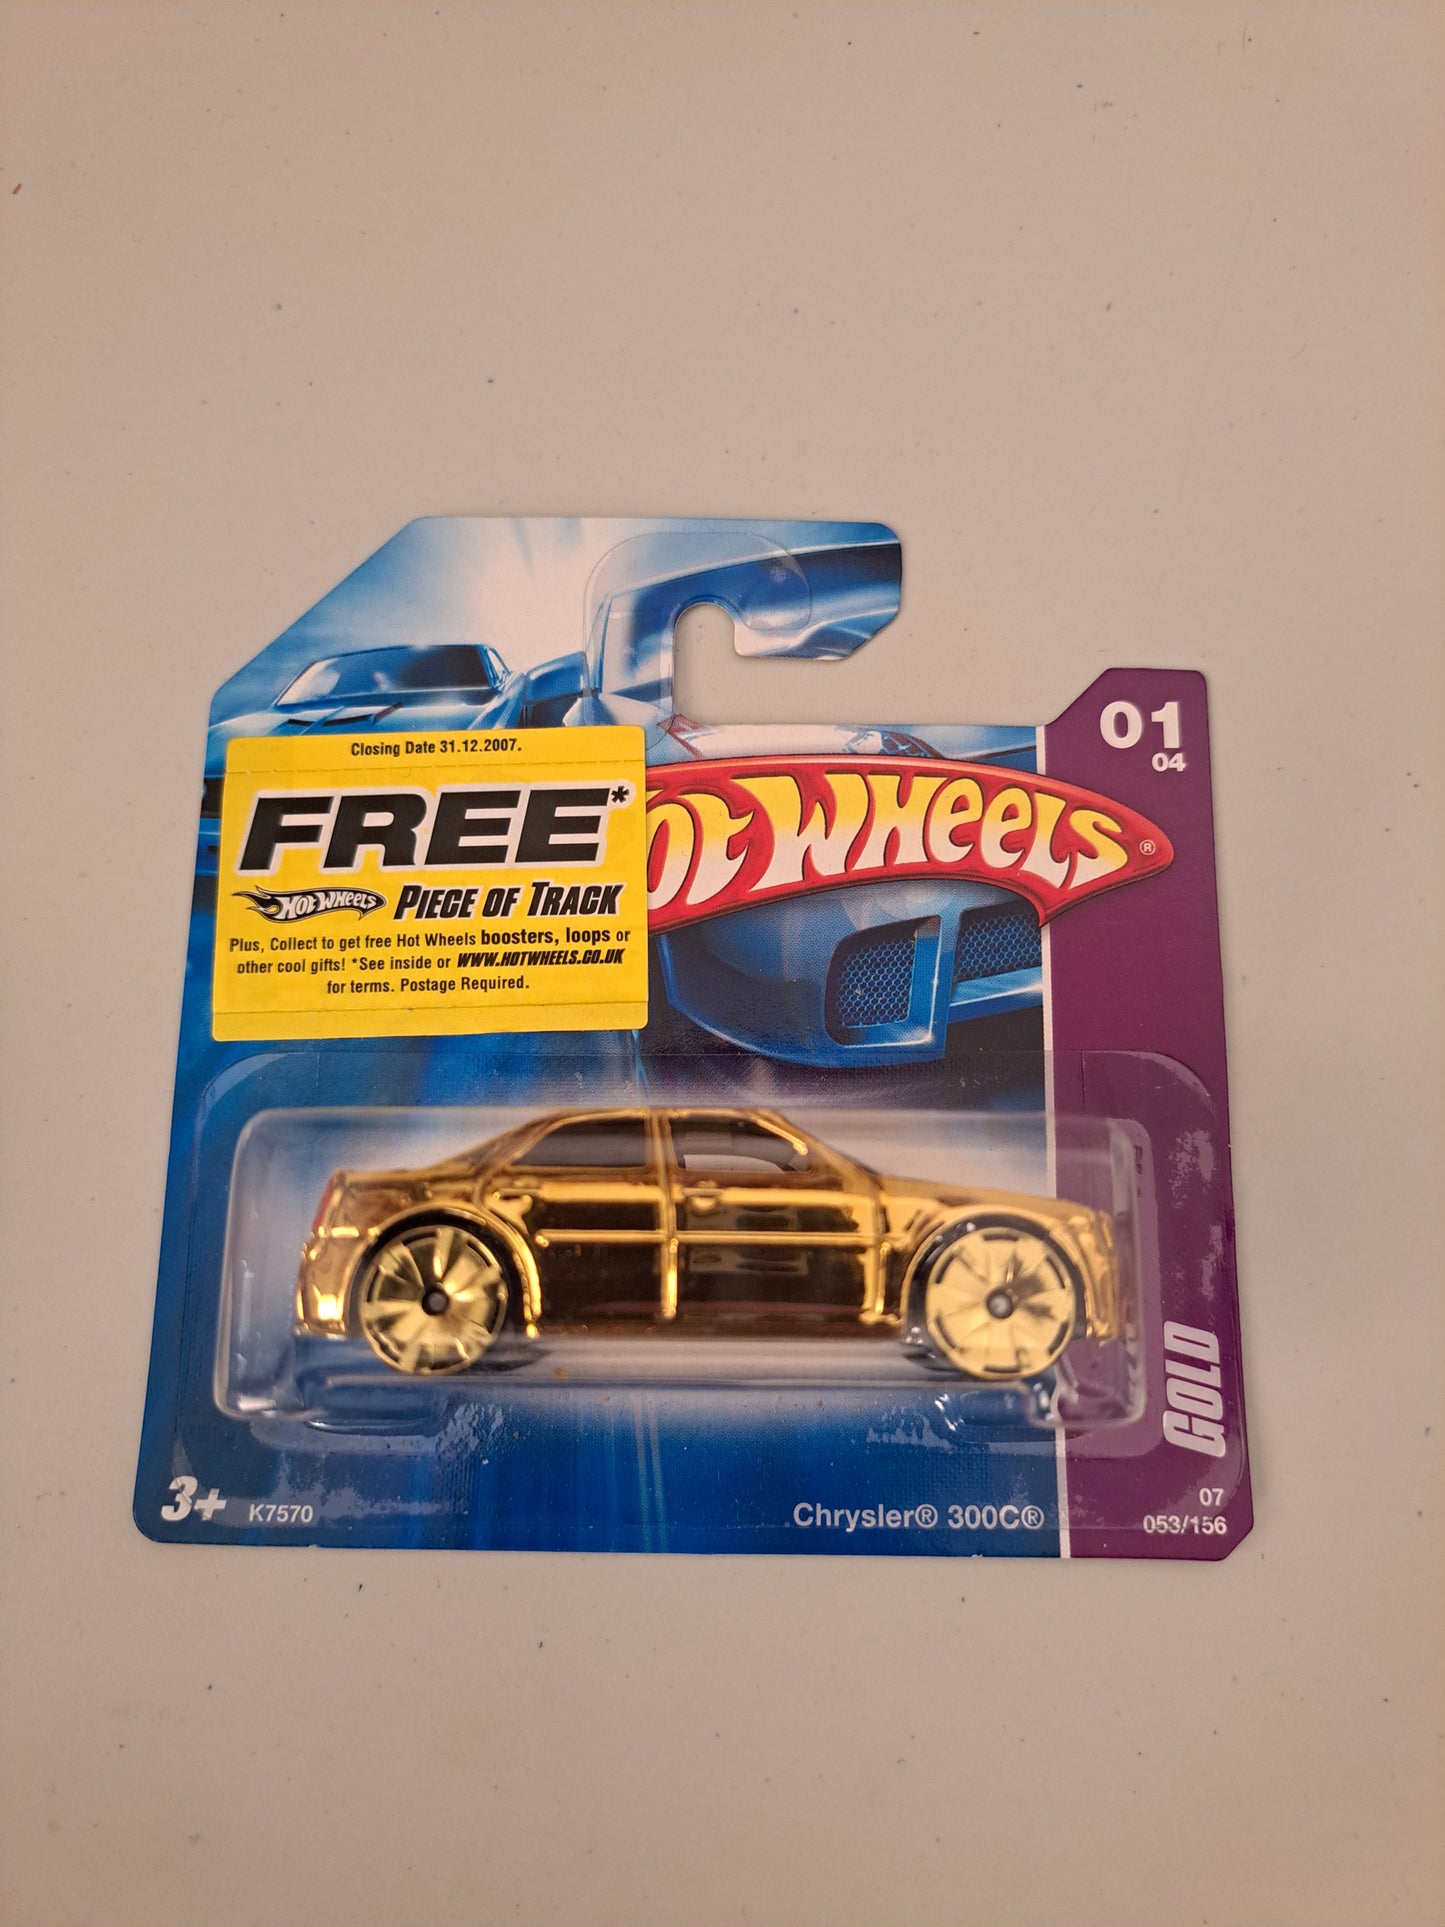 Closing Date 31.12.2007.
FREE*
HOT WHEELS PIECE OF TRACK
Plus, Collect to get free Hot Wheels boosters, loops or
other cool gifts! *See inside or WWW.HOTWHEELS.CO.UK
for terms. Postage Required.
01
04
OT WHEELS®
GOLD
3+ K7570
Chrysler® 300C®
07
053/156